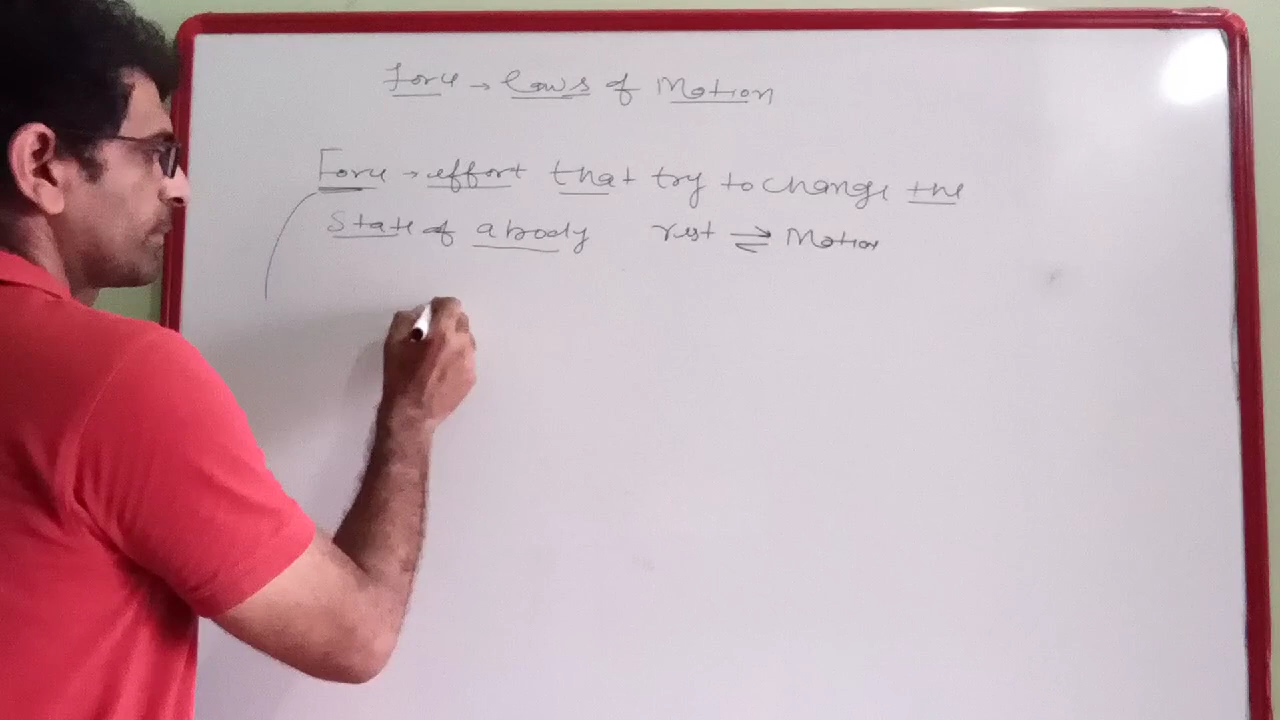 Force → laws of Motion
Force → effort that try to change the
State of a body rest ⇌ Motion